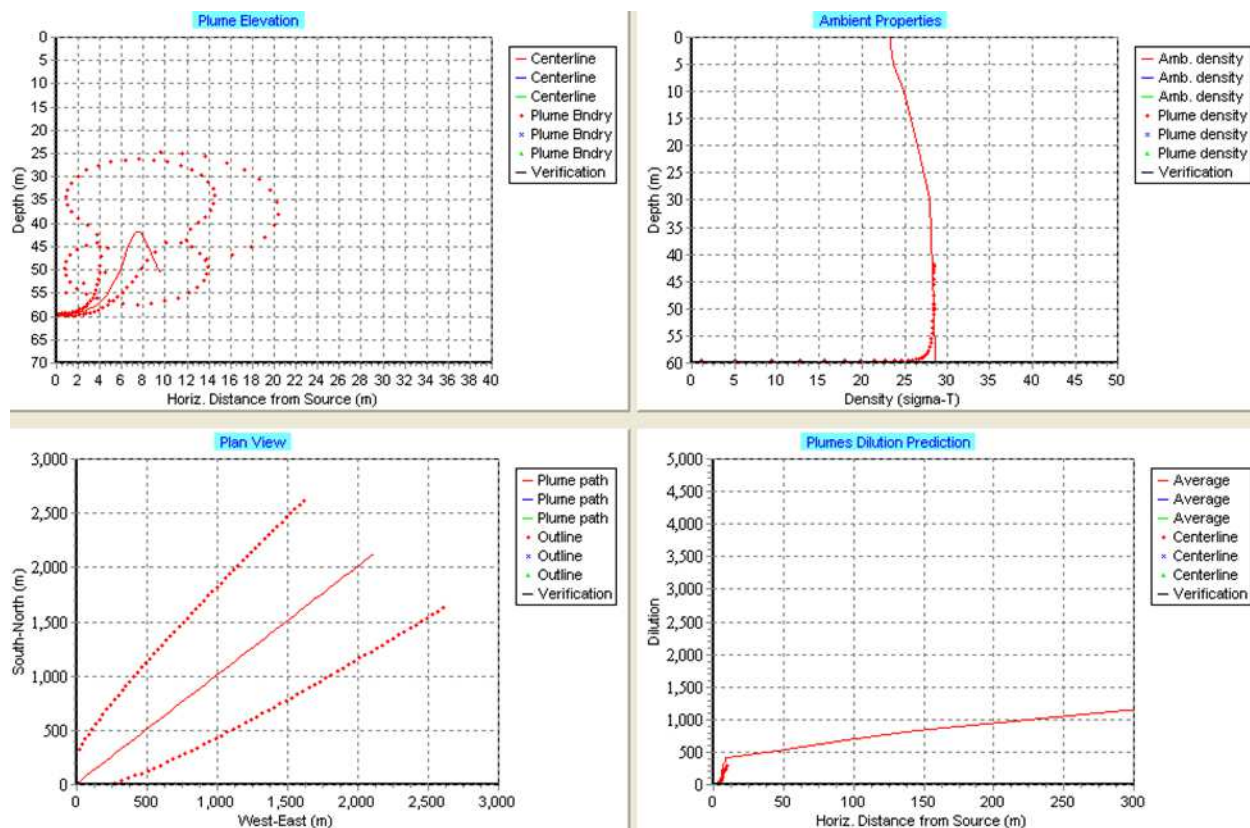 Plume Elevation
Depth (m)
0
5
10
15
20
25
30
35
40
45
50
55
60
65
70
0 2 4 6 8 10 12 14 16 18 20 22 24 26 28 30 32 34 36 38 40
Horiz. Distance from Source (m)
Centerline
Centerline
Centerline
Plume Bndry
Plume Bndry
Plume Bndry
Verification
Ambient Properties
Depth (m)
0
5
10
15
20
25
30
35
40
45
50
55
60
0 5 10 15 20 25 30 35 40 45 50
Density (sigma-T)
Amb. density
Amb. density
Amb. density
Plume density
Plume density
Plume density
Verification
Plan View
South-North (m)
3,000
2,500
2,000
1,500
1,000
500
0
0 500 1,000 1,500 2,000 2,500 3,000
West-East (m)
Plume path
Plume path
Plume path
Outline
Outline
Outline
Verification
Plumes Dilution Prediction
Dilution
5,000
4,500
4,000
3,500
3,000
2,500
2,000
1,500
1,000
500
0
0 50 100 150 200 250 300
Horiz. Distance from Source (m)
Average
Average
Average
Centerline
Centerline
Centerline
Verification